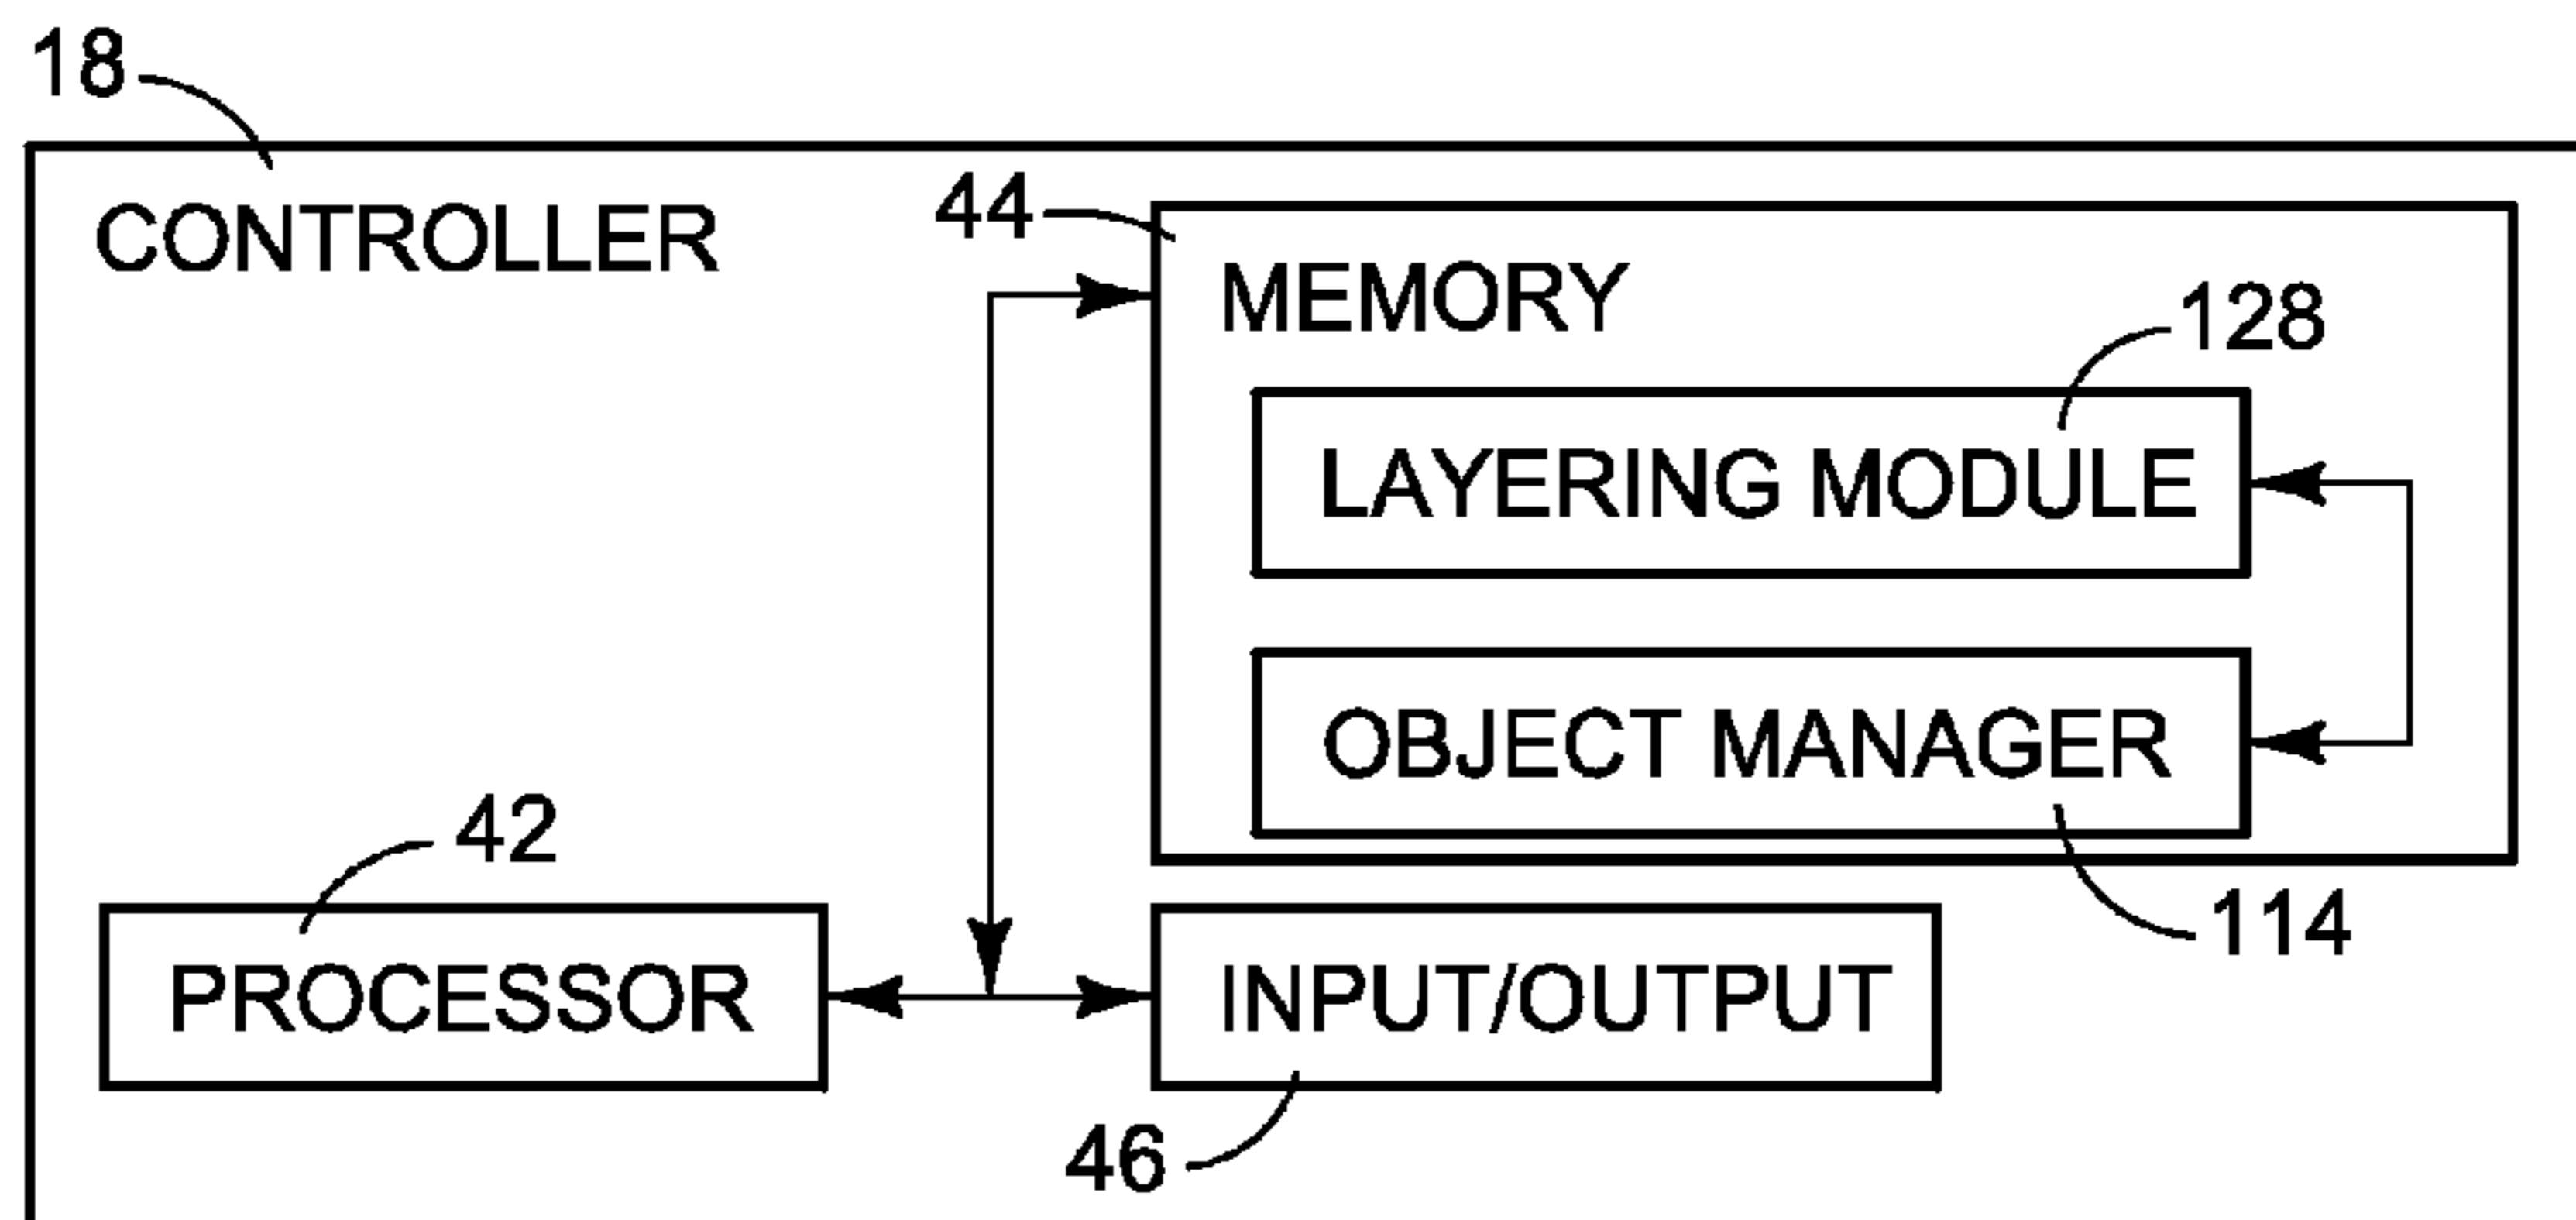 18
CONTROLLER
44
MEMORY
128
LAYERING MODULE
OBJECT MANAGER
42
114
PROCESSOR
INPUT/OUTPUT
46